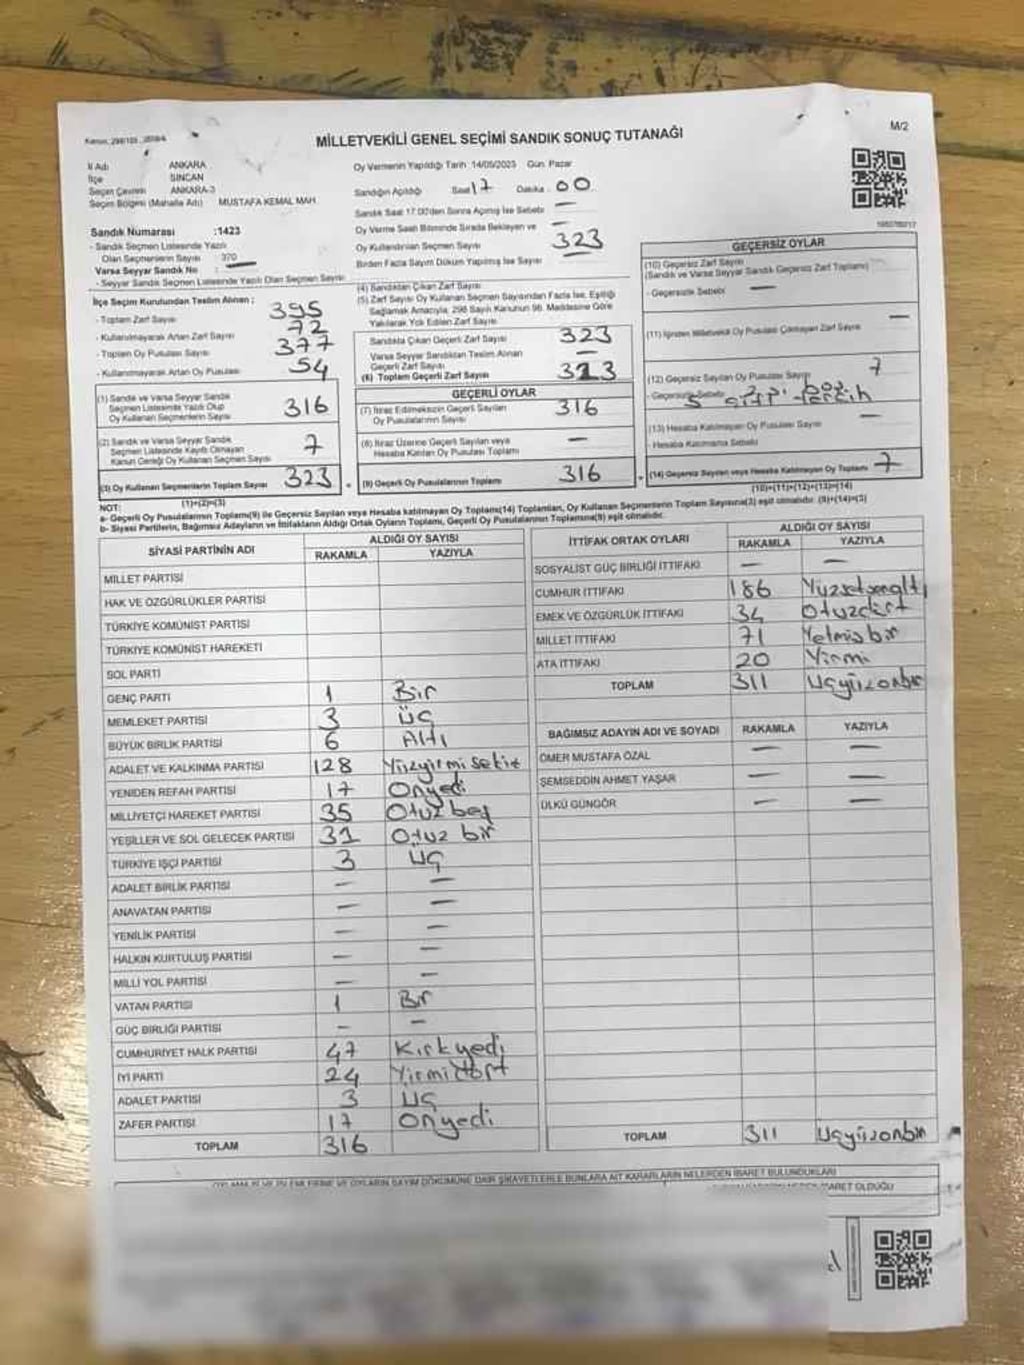 MİLLETVEKİLİ GENEL SEÇİMİ SANDIK SONUÇ TUTANAĞI
M/2
İl Adı ANKARA
İlçe SİNCAN
Seçim Çevresi ANKARA-3
Seçim Bölgesi (Mahalle Adı) MUSTAFA KEMAL MAH.
Sandık Numarası :1423
- Sandık Seçmen Listesinde Yazılı
Olan Seçmenlerin Sayısı 370
Varsa Seyyar Sandık No
- Seyyar Sandık Seçmen Listesinde Yazılı Olan Seçmen Sayısı
Oy Vermenin Yapıldığı Tarih 14/05/2023 Gün Pazar
Sandığın Açıldığı Saat 17 Dakika : 00
Sandık Saat 17.00'den Sonra Açılmış İse Sebebi —
Oy Verme Saati Bitiminde Sırada Bekleyen ve —
Oy Kullandırılan Seçmen Sayısı 323
Birden Fazla Sayım Döküm Yapılmış İse Sayısı
İlçe Seçim Kurulundan Teslim Alınan ;
- Toplam Zarf Sayısı 395
- Kullanılmayarak Artan Zarf Sayısı 72
- Toplam Oy Pusulası Sayısı 377
- Kullanılmayarak Artan Oy Pusulası 54
(1) Sandık ve Varsa Seyyar Sandık
Seçmen Listesinde Yazılı Olup
Oy Kullanan Seçmenlerin Sayısı 316
(2) Sandık ve Varsa Seyyar Sandık
Seçmen Listesinde Kayıtlı Olmayan
Kanun Gereği Oy Kullanan Seçmen Sayısı 7
(3) Oy Kullanan Seçmenlerin Toplam Sayısı 323
(1)+(2)=(3)
(4) Sandıktan Çıkan Zarf Sayısı
(5) Zarf Sayısı Oy Kullanan Seçmen Sayısından Fazla İse, Eşitliği
Sağlamak Amacıyla, 298 Sayılı Kanunun 98. Maddesine Göre
Yakılarak Yok Edilen Zarf Sayısı
Sandıkta Çıkan Geçerli Zarf Sayısı 323
Varsa Seyyar Sandıktan Teslim Alınan
Geçerli Zarf Sayısı —
(6) Toplam Geçerli Zarf Sayısı 323
GEÇERLİ OYLAR
(7) İtiraz Edilmeksizin Geçerli Sayılan
Oy Pusulalarının Sayısı 316
(8) İtiraz Üzerine Geçerli Sayılan veya
Hesaba Katılan Oy Pusulası Toplamı —
(9) Geçerli Oy Pusulalarının Toplamı 316
GEÇERSİZ OYLAR
(10) Geçersiz Zarf Sayısı
(Sandık ve Varsa Seyyar Sandık Geçersiz Zarf Toplamı)
- Geçersizlik Sebebi —
(11) İçinden Milletvekili Oy Pusulası Çıkmayan Zarf Sayısı —
(12) Geçersiz Sayılan Oy Pusulası Sayısı 7
- Geçersizlik Sebebi 5
(13) Hesaba Katılmayan Oy Pusulası Sayısı —
- Hesaba Katılmama Sebebi
(14) Geçersiz Sayılan veya Hesaba Katılmayan Oy Toplamı 7
(10)+(11)+(12)+(13)=(14)
NOT:
a- Geçerli Oy Pusulalarının Toplamı(9) ile Geçersiz Sayılan veya Hesaba katılmayan Oy Toplamı(14) Toplamları, Oy Kullanan Seçmenlerin Toplam Sayısına(3) eşit olmalıdır. (9)+(14)=(3)
b- Siyasi Partilerin, Bağımsız Adayların ve İttifakların Aldığı Ortak Oyların Toplamı, Geçerli Oy Pusulalarının Toplamına(9) eşit olmalıdır.
SİYASİ PARTİNİN ADI ALDIĞI OY SAYISI
RAKAMLA YAZIYLA
MİLLET PARTİSİ
HAK VE ÖZGÜRLÜKLER PARTİSİ
TÜRKİYE KOMÜNİST PARTİSİ
TÜRKİYE KOMÜNİST HAREKETİ
SOL PARTİ
GENÇ PARTİ 1 Bir
MEMLEKET PARTİSİ 3 Üç
BÜYÜK BİRLİK PARTİSİ 6 Altı
ADALET VE KALKINMA PARTİSİ 128 Yüzyirmi sekiz
YENİDEN REFAH PARTİSİ 17 Onyedi
MİLLİYETÇİ HAREKET PARTİSİ 35 Otuz beş
YEŞİLLER VE SOL GELECEK PARTİSİ 31 Otuz bir
TÜRKİYE İŞÇİ PARTİSİ 3 Üç
ADALET BİRLİK PARTİSİ — —
ANAVATAN PARTİSİ — —
YENİLİK PARTİSİ — —
HALKIN KURTULUŞ PARTİSİ — —
MİLLİ YOL PARTİSİ — —
VATAN PARTİSİ 1 Bir
GÜÇ BİRLİĞİ PARTİSİ — —
CUMHURİYET HALK PARTİSİ 47 Kırkyedi
İYİ PARTİ 24 Yirmidört
ADALET PARTİSİ 3 Üç
ZAFER PARTİSİ 17 Onyedi
TOPLAM 316
İTTİFAK ORTAK OYLARI ALDIĞI OY SAYISI
RAKAMLA YAZIYLA
SOSYALİST GÜÇ BİRLİĞİ İTTİFAKI — —
CUMHUR İTTİFAKI 186 Yüzseksenaltı
EMEK VE ÖZGÜRLÜK İTTİFAKI 34 Otuzdört
MİLLET İTTİFAKI 71 Yetmişbir
ATA İTTİFAKI 20 Yirmi
TOPLAM 311 Üçyüzonbir
BAĞIMSIZ ADAYIN ADI VE SOYADI RAKAMLA YAZIYLA
ÖMER MUSTAFA ÖZAL — —
ŞEMSEDDİN AHMET YAŞAR — —
ÜLKÜ GÜNGÖR — —
TOPLAM 311 Üçyüzonbir